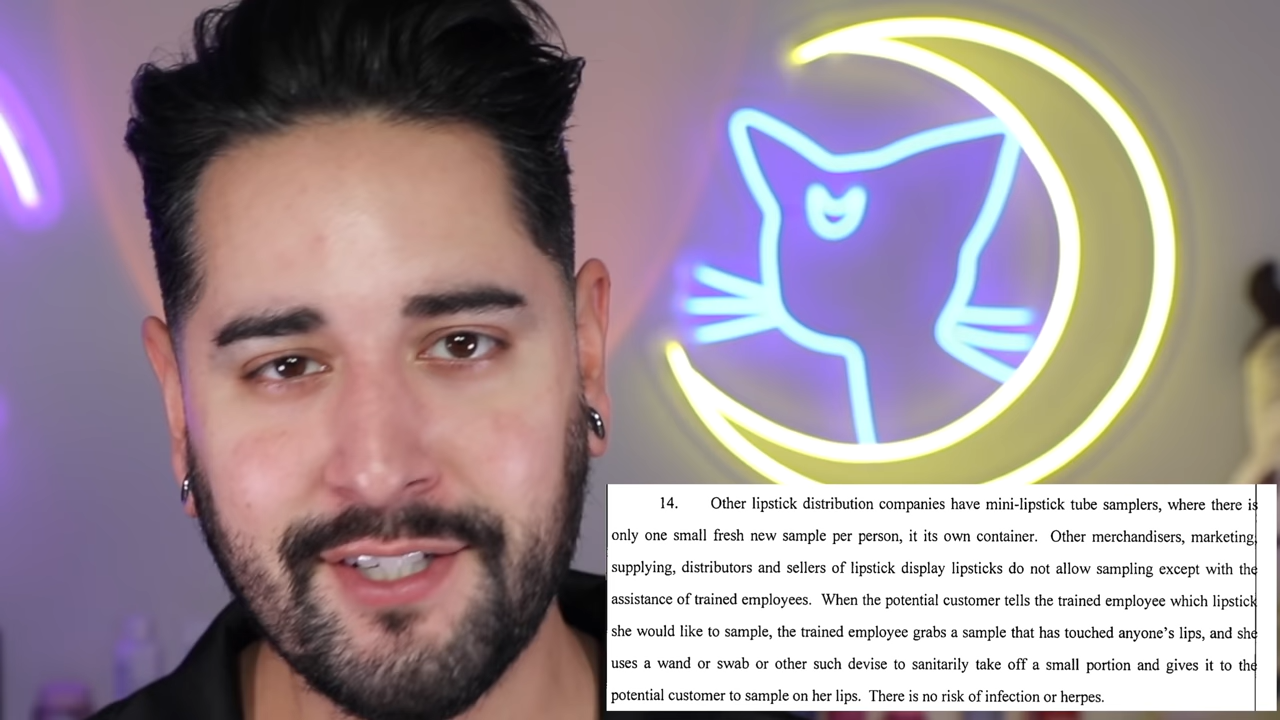 14. Other lipstick distribution companies have mini-lipstick tube samplers, where there is
only one small fresh new sample per person, it its own container. Other merchandisers, marketing,
supplying, distributors and sellers of lipstick display lipsticks do not allow sampling except with the
assistance of trained employees. When the potential customer tells the trained employee which lipstick
she would like to sample, the trained employee grabs a sample that has touched anyone's lips, and she
uses a wand or swab or other such devise to sanitarily take off a small portion and gives it to the
potential customer to sample on her lips. There is no risk of infection or herpes.